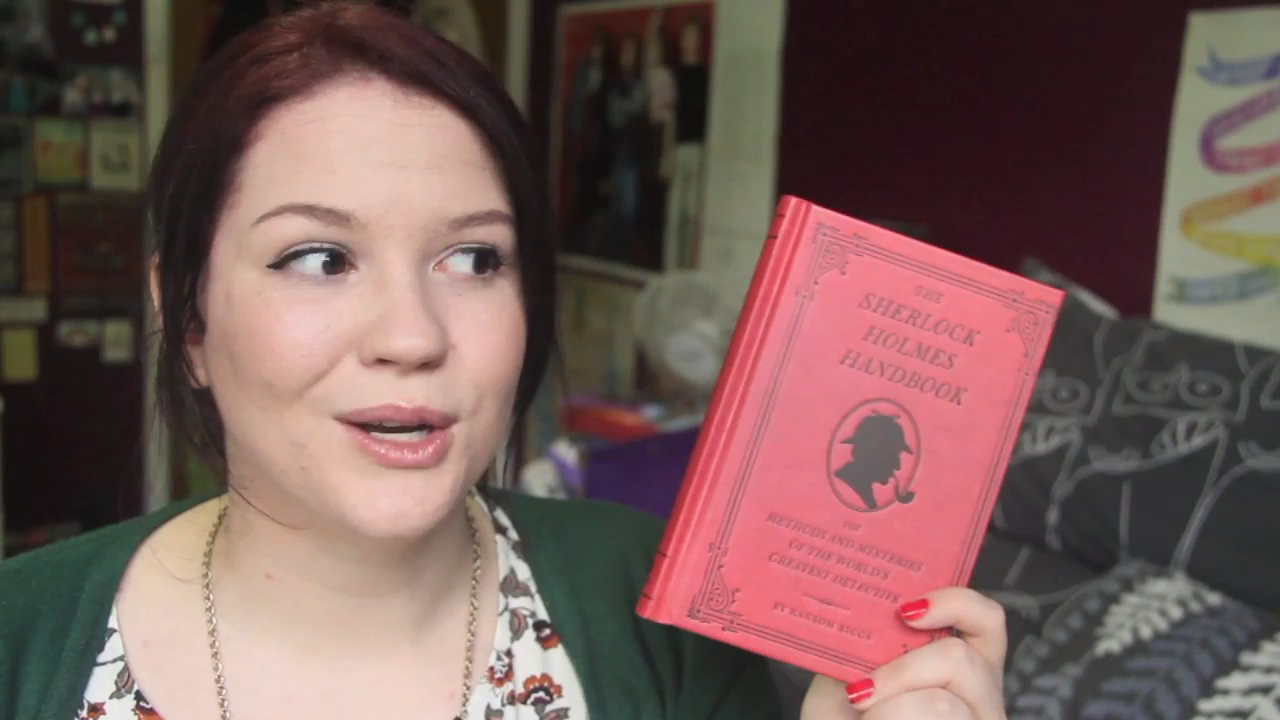 THE
SHERLOCK
HOLMES
HANDBOOK
THE
METHODS AND MYSTERIES
OF THE WORLD'S
GREATEST DETECTIVE
BY RANSOM RIGGS